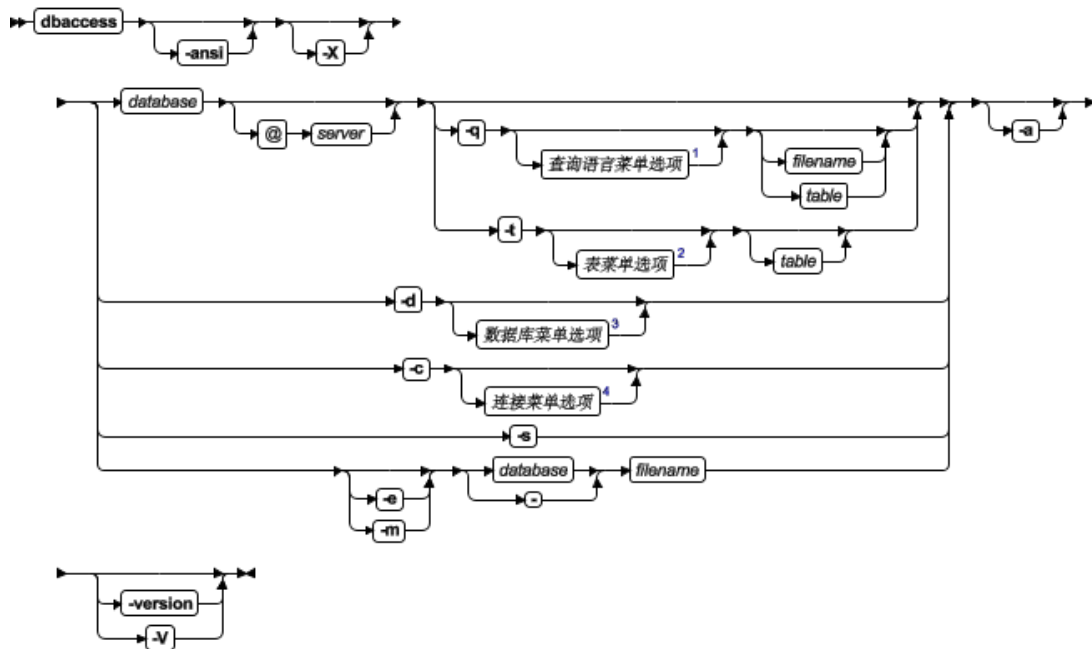 dbaccess
-ansi -X
database
@ server -q -a
查询语言菜单选项 1 filename
table
-t
表菜单选项 2 table
-d
数据库菜单选项 3
-c
连接菜单选项 4
-s
database filename
-e -
-m
-version
-V